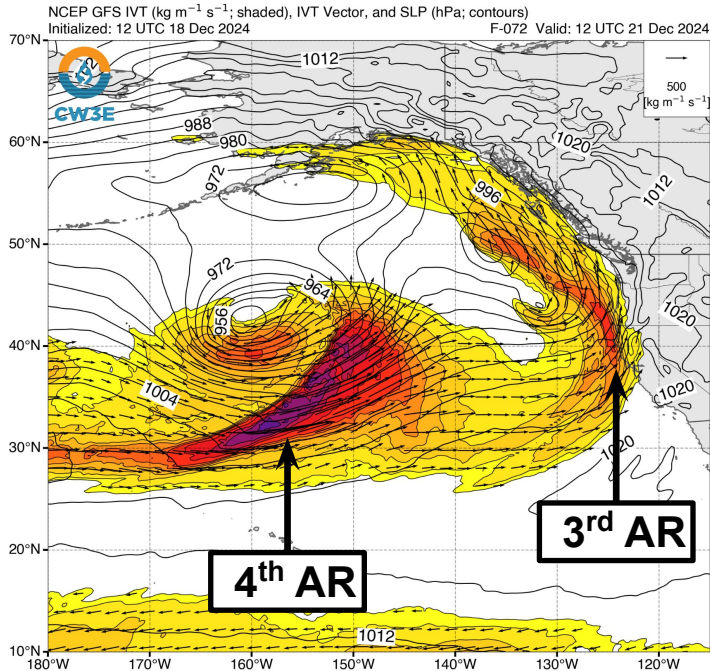 NCEP GFS IVT (kg m⁻¹ s⁻¹; shaded), IVT Vector, and SLP (hPa; contours)
Initialized: 12 UTC 18 Dec 2024 F-072 Valid: 12 UTC 21 Dec 2024
70°N
CW3E
1012
500
[kg m⁻¹ s⁻¹]
988
980
1020
60°N
972
996
1012
50°N
972
964
956
1020
40°N
1004
1020
30°N
1020
3rd AR
20°N
4th AR
1012
10°N
180°W 170°W 160°W 150°W 140°W 130°W 120°W